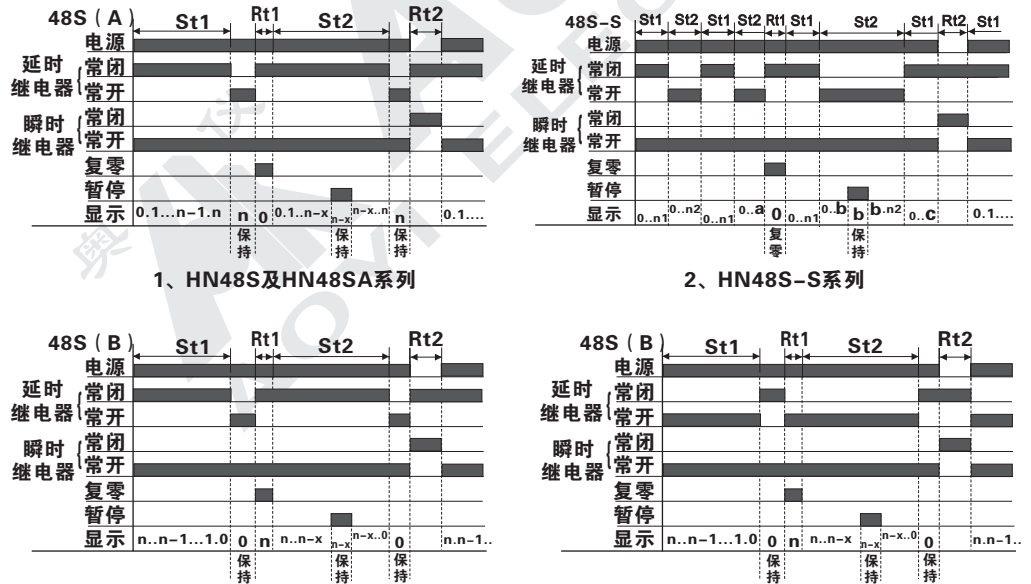 48S（A）
St1 Rt1 St2 Rt2
电源
延时继电器
常闭
常开
瞬时继电器
常闭
常开
复零
暂停
显示 0.1...n-1.n n 0 0.1..n-x n-x n-x..n n 0.1....
保持 保持 保持
1、HN48S及HN48SA系列
48S-S
St1 St2 St1 St2 Rt1 St1 St2 St1 Rt2 St1
电源
延时继电器
常闭
常开
瞬时继电器
常闭
常开
复零
暂停
显示 0..n1 0..n2 0..n1 0..a 0 0..n1 0..b b b.n2 0..c 0.1....
复零 保持
2、HN48S-S系列
48S（B）
St1 Rt1 St2 Rt2
电源
延时继电器
常闭
常开
瞬时继电器
常闭
常开
复零
暂停
显示 n..n-1...1.0 0 n n..n-x n-x n-x..0 0 n.n-1..
保持 保持 保持
48S（B）
St1 Rt1 St2 Rt2
电源
延时继电器
常闭
常开
瞬时继电器
常闭
常开
复零
暂停
显示 n..n-1...1.0 0 n n..n-x n-x n-x..0 0 n.n-1..
保持 保持 保持
奥仪
AOYI ELEC